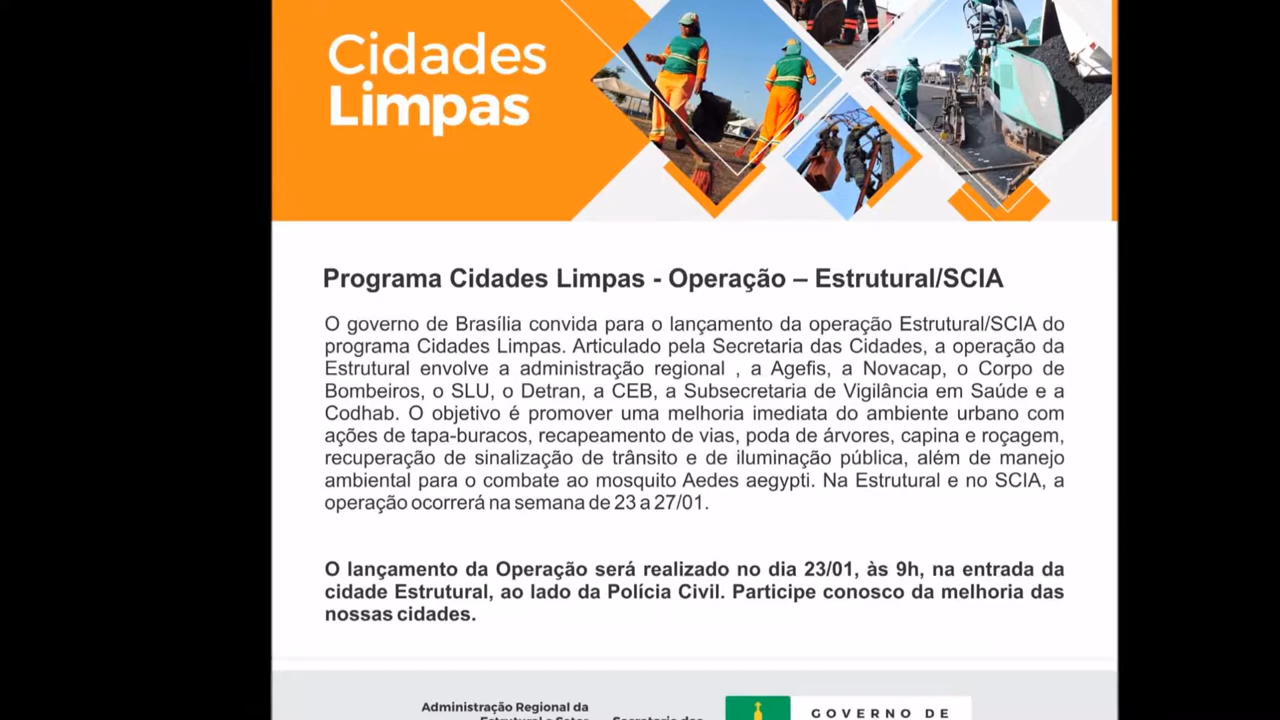 Cidades
Limpas
Programa Cidades Limpas - Operação – Estrutural/SCIA
O governo de Brasília convida para o lançamento da operação Estrutural/SCIA do
programa Cidades Limpas. Articulado pela Secretaria das Cidades, a operação da
Estrutural envolve a administração regional , a Agefis, a Novacap, o Corpo de
Bombeiros, o SLU, o Detran, a CEB, a Subsecretaria de Vigilância em Saúde e a
Codhab. O objetivo é promover uma melhoria imediata do ambiente urbano com
ações de tapa-buracos, recapeamento de vias, poda de árvores, capina e roçagem,
recuperação de sinalização de trânsito e de iluminação pública, além de manejo
ambiental para o combate ao mosquito Aedes aegypti. Na Estrutural e no SCIA, a
operação ocorrerá na semana de 23 a 27/01.
O lançamento da Operação será realizado no dia 23/01, às 9h, na entrada da
cidade Estrutural, ao lado da Polícia Civil. Participe conosco da melhoria das
nossas cidades.
Administração Regional da
GOVERNO DE